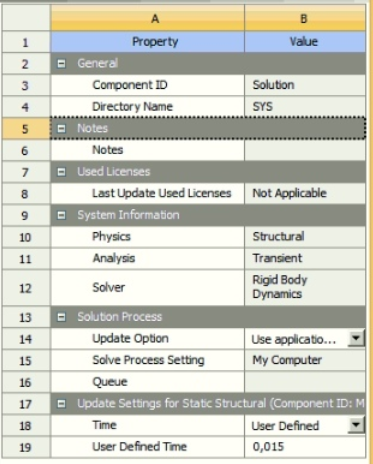 A B
1 Property Value
2 General
3 Component ID Solution
4 Directory Name SYS
5 Notes
6 Notes
7 Used Licenses
8 Last Update Used Licenses Not Applicable
9 System Information
10 Physics Structural
11 Analysis Transient
12 Solver Rigid Body
Dynamics
13 Solution Process
14 Update Option Use applicatio...
15 Solve Process Setting My Computer
16 Queue
17 Update Settings for Static Structural (Component ID: M
18 Time User Defined
19 User Defined Time 0,015